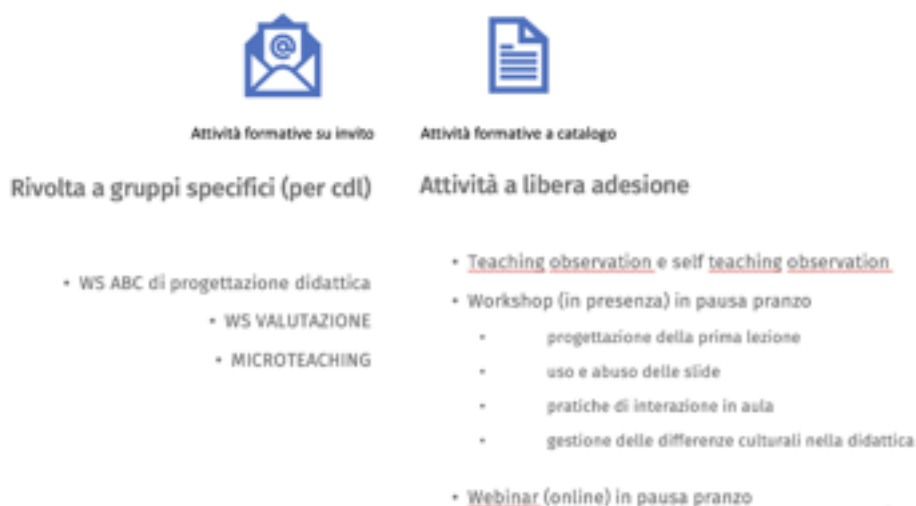 @
Attività formative su invito
Rivolta a gruppi specifici (per cdl)
• WS ABC di progettazione didattica
• WS VALUTAZIONE
• MICROTEACHING
Attività formative a catalogo
Attività a libera adesione
• Teaching observation e self teaching observation
• Workshop (in presenza) in pausa pranzo
• progettazione della prima lezione
• uso e abuso delle slide
• pratiche di interazione in aula
• gestione delle differenze culturali nella didattica
• Webinar (online) in pausa pranzo